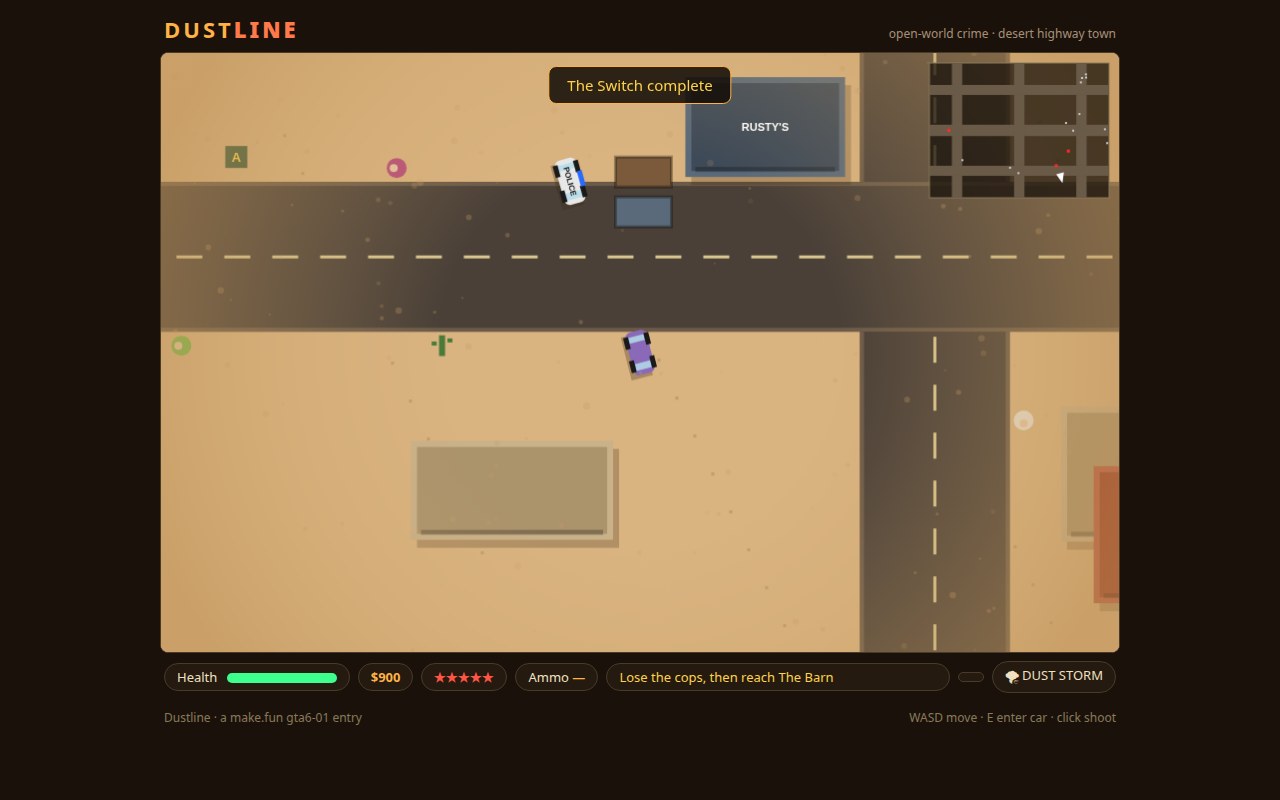 DUSTLINE
open-world crime · desert highway town
The Switch complete
RUSTY'S
A
POLICE
Health
$900
★★★★★
Ammo —
Lose the cops, then reach The Barn
🌪 DUST STORM
Dustline · a make.fun gta6-01 entry
WASD move · E enter car · click shoot